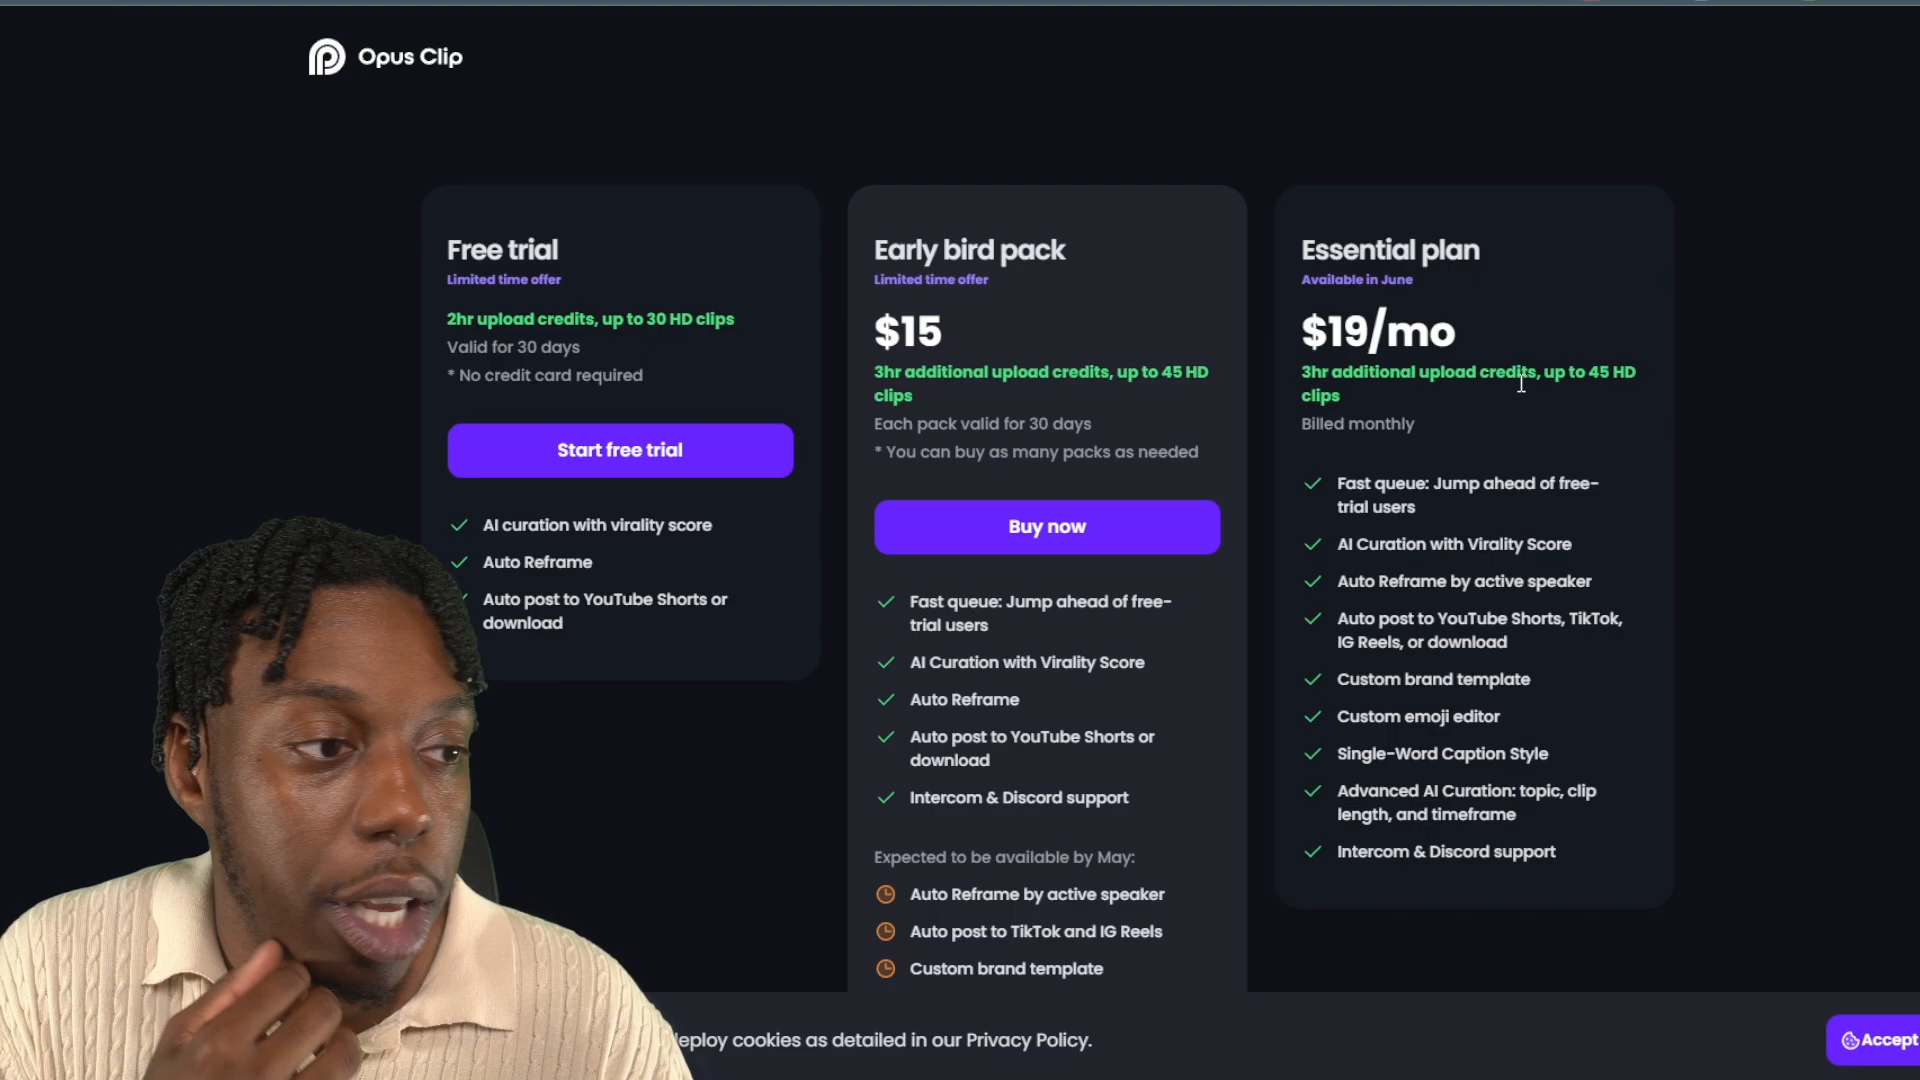 Opus Clip
Free trial
Limited time offer
2hr upload credits, up to 30 HD clips
Valid for 30 days
* No credit card required
Start free trial
AI curation with virality score
Auto Reframe
Auto post to YouTube Shorts or
download
Early bird pack
Limited time offer
$15
3hr additional upload credits, up to 45 HD
clips
Each pack valid for 30 days
* You can buy as many packs as needed
Buy now
Fast queue: Jump ahead of free-
trial users
AI Curation with Virality Score
Auto Reframe
Auto post to YouTube Shorts or
download
Intercom & Discord support
Expected to be available by May:
Auto Reframe by active speaker
Auto post to TikTok and IG Reels
Custom brand template
Essential plan
Available in June
$19/mo
3hr additional upload credits, up to 45 HD
clips
Billed monthly
Fast queue: Jump ahead of free-
trial users
AI Curation with Virality Score
Auto Reframe by active speaker
Auto post to YouTube Shorts, TikTok,
IG Reels, or download
Custom brand template
Custom emoji editor
Single-Word Caption Style
Advanced AI Curation: topic, clip
length, and timeframe
Intercom & Discord support
cookies as detailed in our Privacy Policy.
Accept